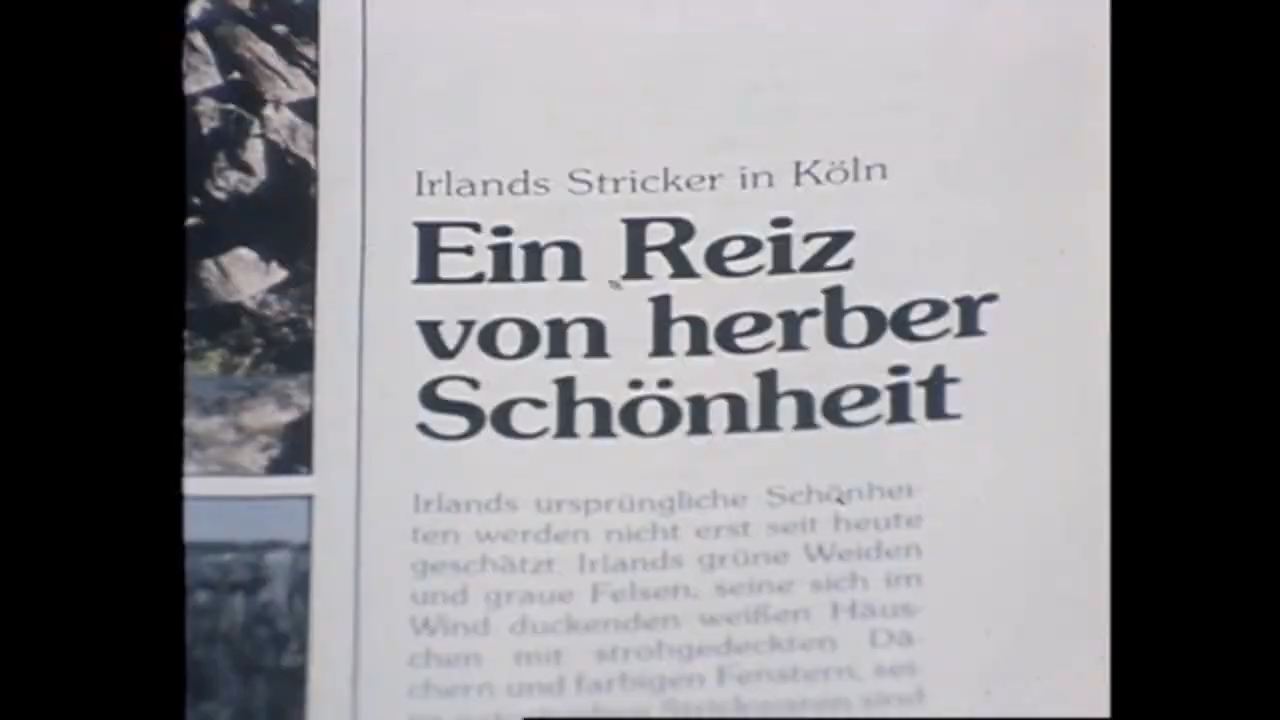 Irlands Stricker in Köln
Ein Reiz
von herber
Schönheit
Irlands ursprüngliche Schönhei-
ten werden nicht erst seit heute
geschätzt. Irlands grüne Weiden
und graue Felsen, seine sich im
Wind duckenden weißen Häus-
chen mit strohgedeckten Dä-
chern und farbigen Fenstern, sei-
Strickwaren sind